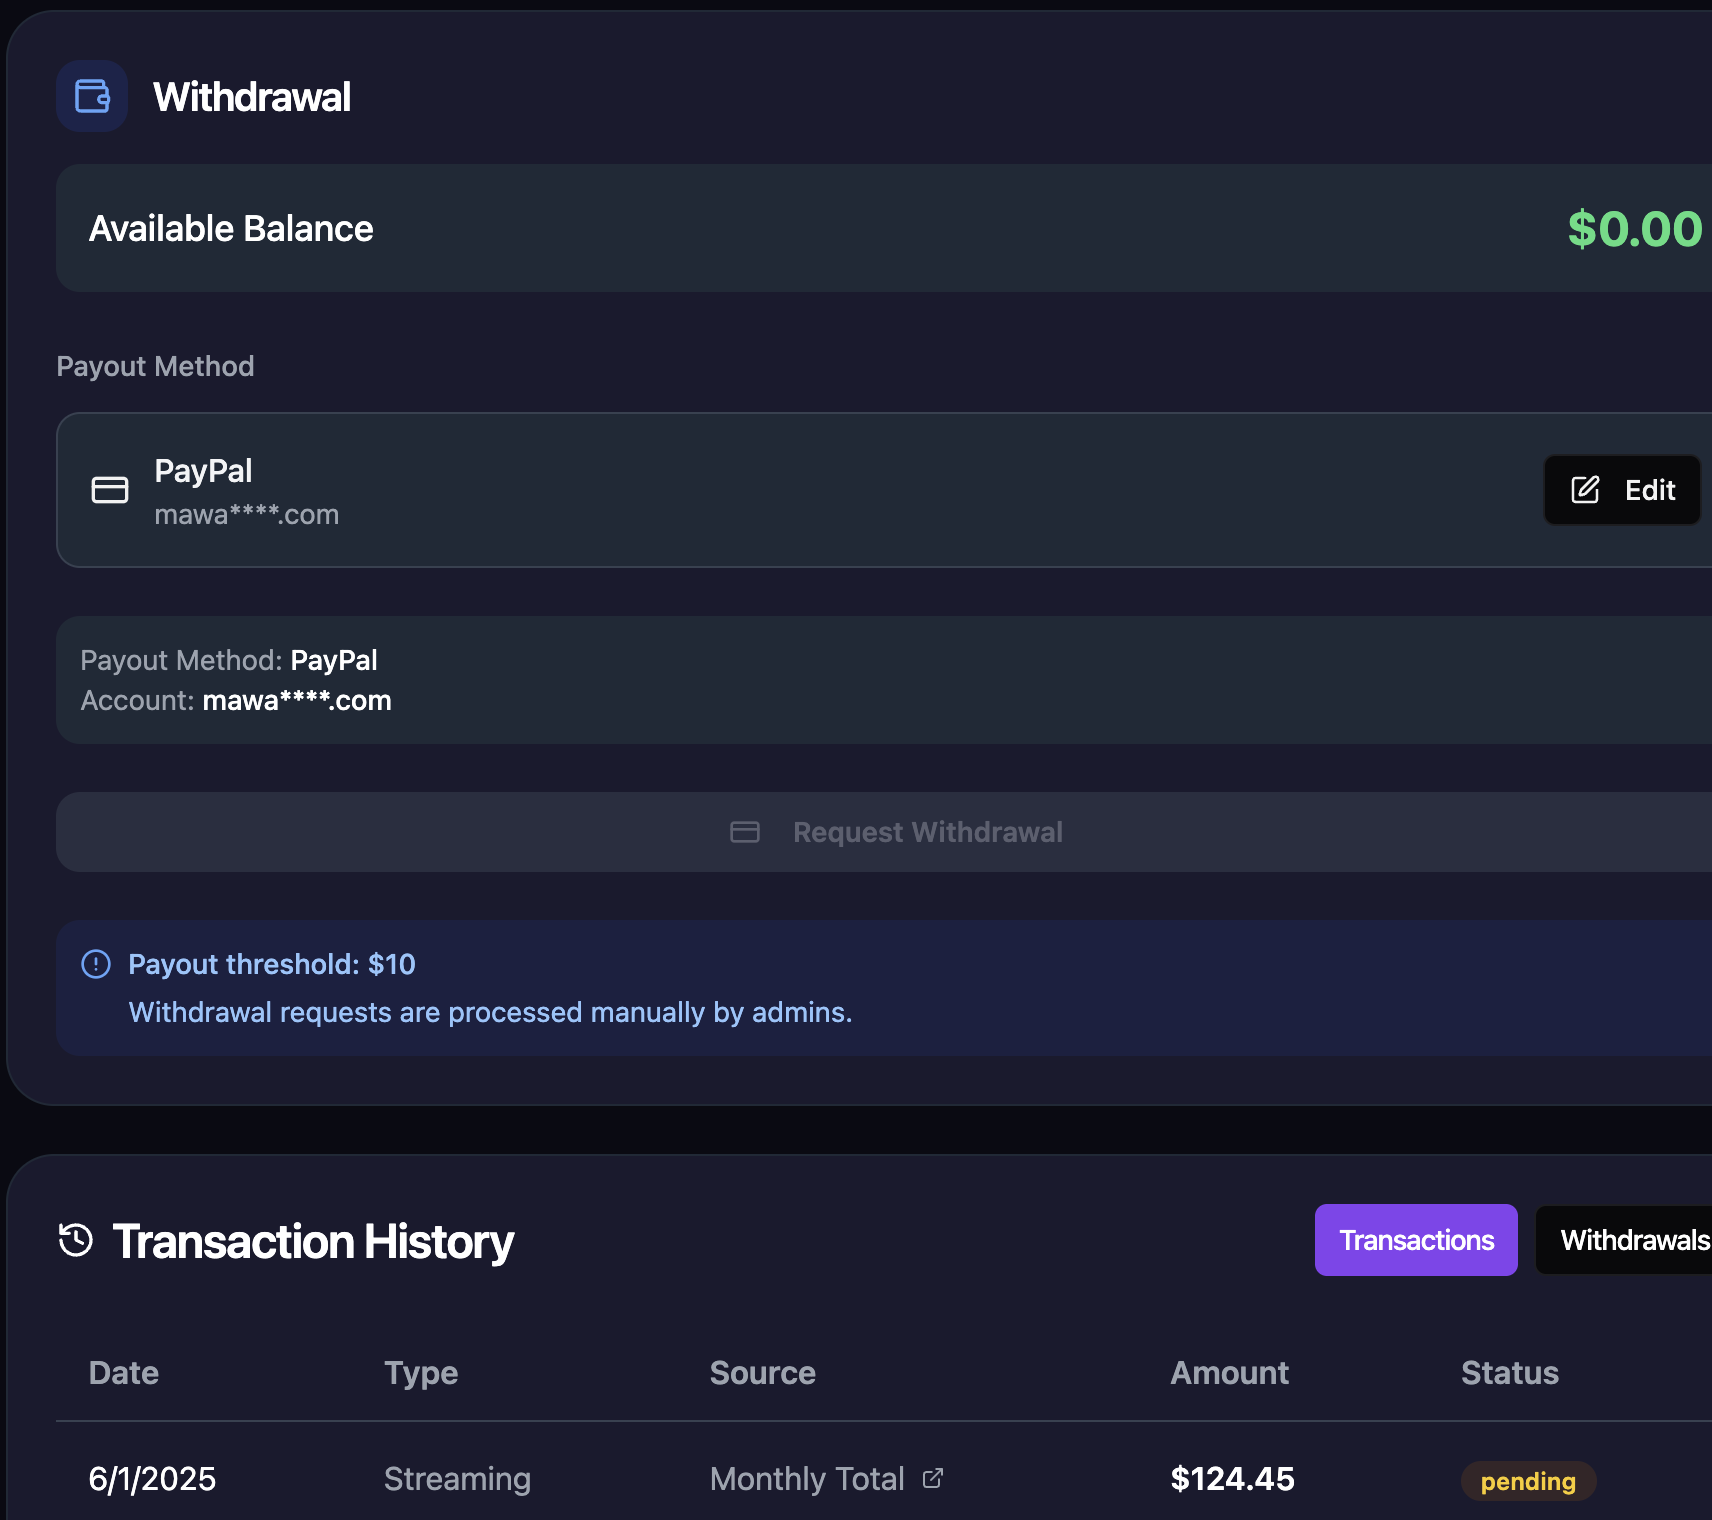 Withdrawal
Available Balance $0.00
Payout Method
PayPal
mawa****.com
Edit
Payout Method: PayPal
Account: mawa****.com
Request Withdrawal
Payout threshold: $10
Withdrawal requests are processed manually by admins.
Transaction History
Transactions Withdrawals
Date Type Source Amount Status
6/1/2025 Streaming Monthly Total $124.45 pending